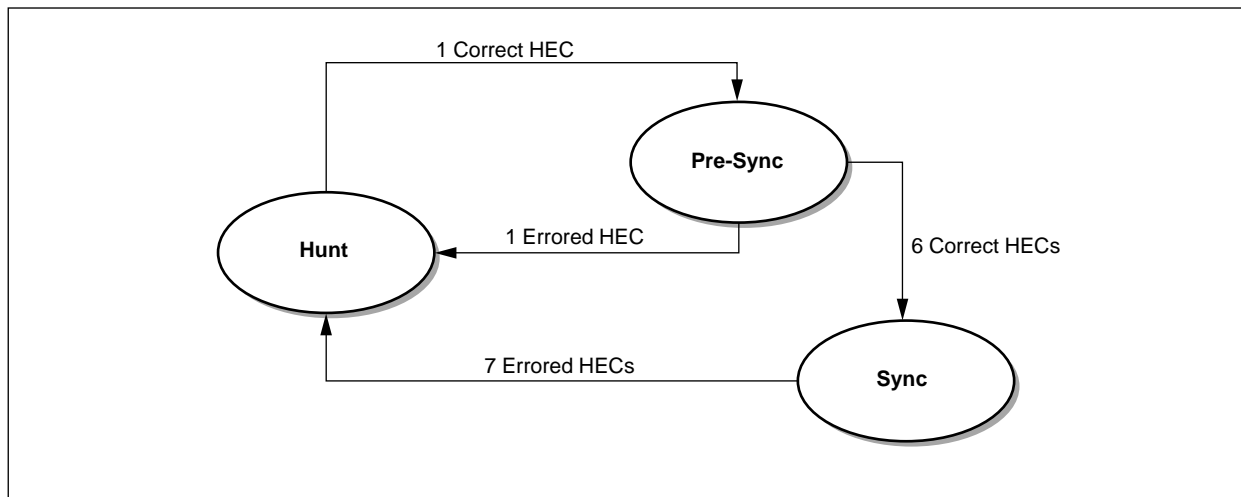 1 Correct HEC
Pre-Sync
1 Errored HEC
Hunt
6 Correct HECs
7 Errored HECs
Sync